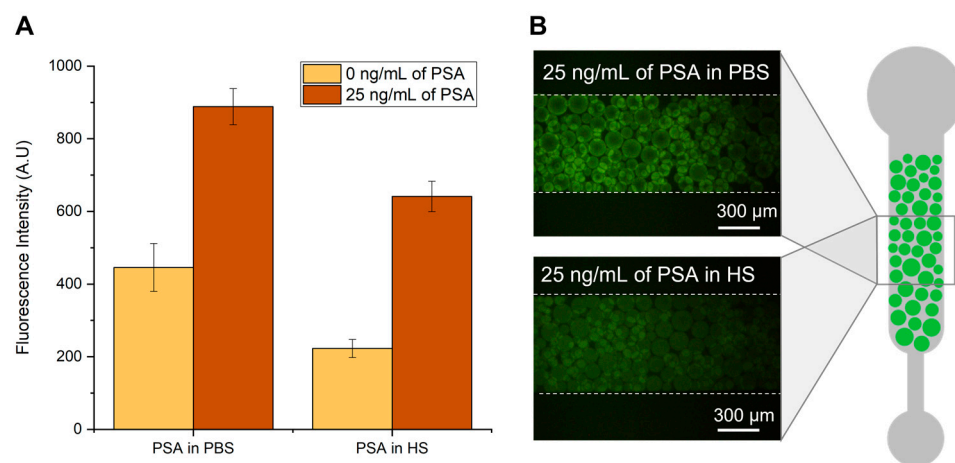 A
Fluorescence Intensity (A.U)
1000
800
600
400
200
0
0 ng/mL of PSA
25 ng/mL of PSA
PSA in PBS
PSA in HS
B
25 ng/mL of PSA in PBS
300 μm
25 ng/mL of PSA in HS
300 μm